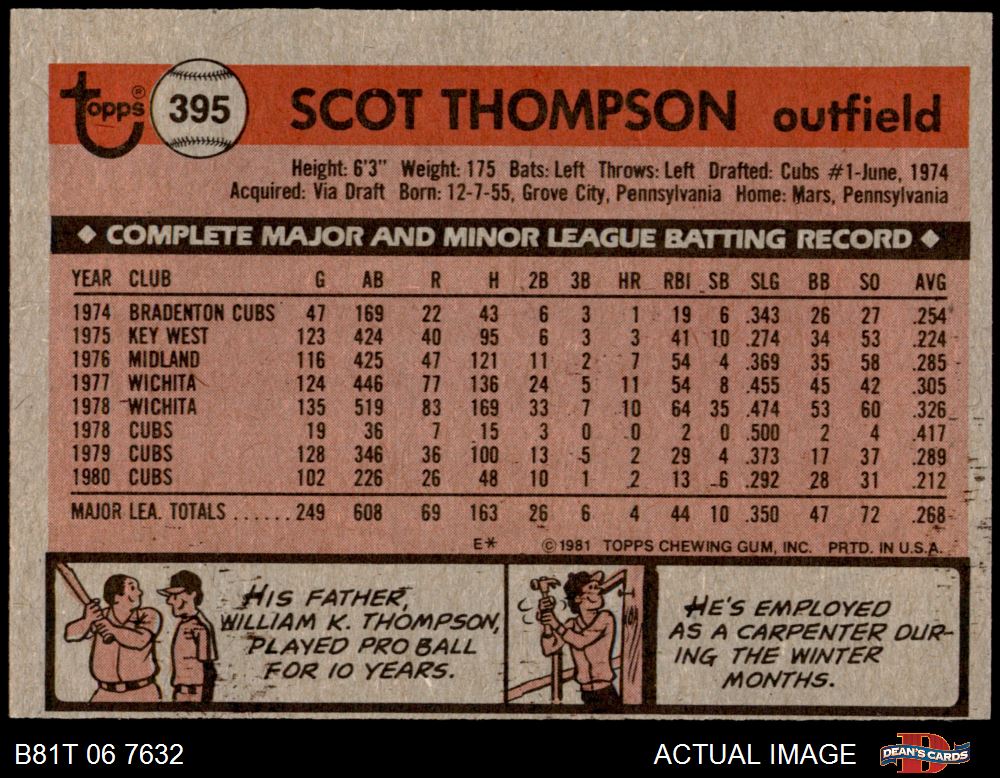 Topps® 395 SCOT THOMPSON outfield
Height: 6'3" Weight: 175 Bats: Left Throws: Left Drafted: Cubs #1-June, 1974
Acquired: Via Draft Born: 12-7-55, Grove City, Pennsylvania Home: Mars, Pennsylvania
◆ COMPLETE MAJOR AND MINOR LEAGUE BATTING RECORD ◆
YEAR CLUB G AB R H 2B 3B HR RBI SB SLG BB SO AVG
1974 BRADENTON CUBS 47 169 22 43 6 3 1 19 6 .343 26 27 .254
1975 KEY WEST 123 424 40 95 6 3 3 41 10 .274 34 53 .224
1976 MIDLAND 116 425 47 121 11 2 7 54 4 .369 35 58 .285
1977 WICHITA 124 446 77 136 24 5 11 54 8 .455 45 42 .305
1978 WICHITA 135 519 83 169 33 7 10 64 35 .474 53 60 .326
1978 CUBS 19 36 7 15 3 0 0 2 0 .500 2 4 .417
1979 CUBS 128 346 36 100 13 5 2 29 4 .373 17 37 .289
1980 CUBS 102 226 26 48 10 1 2 13 6 .292 28 31 .212
MAJOR LEA. TOTALS ...... 249 608 69 163 26 6 4 44 10 .350 47 72 .268
E* ©1981 TOPPS CHEWING GUM, INC. PRTD. IN U.S.A.
HIS FATHER,
WILLIAM K. THOMPSON,
PLAYED PRO BALL
FOR 10 YEARS.
HE'S EMPLOYED
AS A CARPENTER DUR-
ING THE WINTER
MONTHS.
B81T 06 7632 ACTUAL IMAGE DEAN'S CARDS